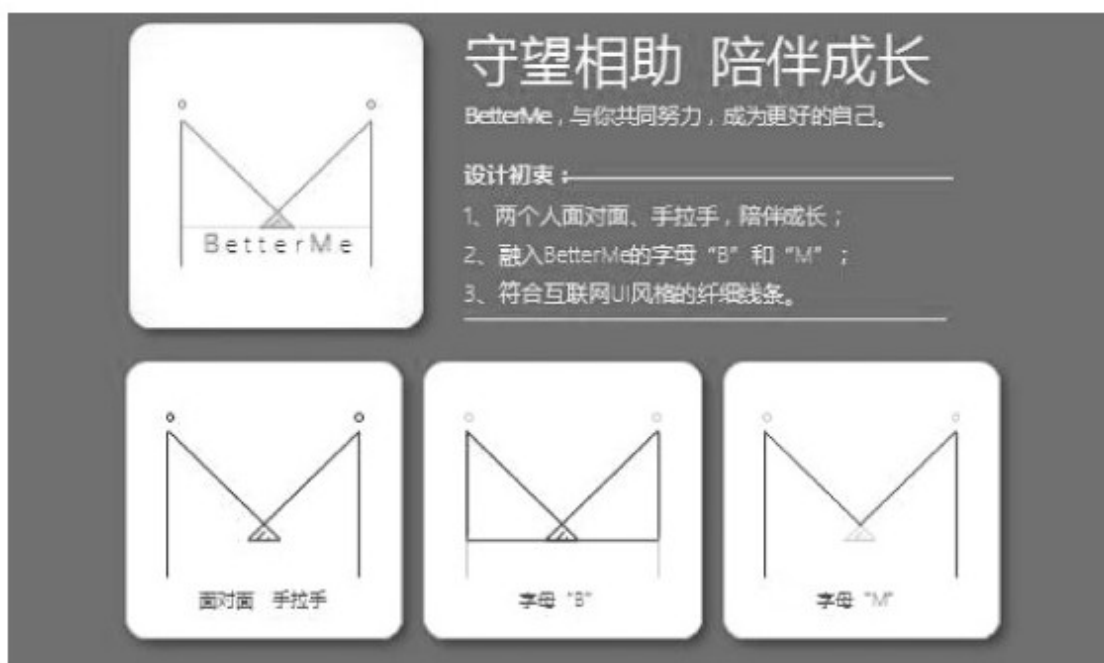 守望相助 陪伴成长
BetterMe，与你共同努力，成为更好的自己。
BetterMe
设计初衷：
1、两个人面对面、手拉手，陪伴成长；
2、融入BetterMe的字母“B”和“M”；
3、符合互联网UI风格的纤细线条。
面对面 手拉手
字母“B”
字母“M”